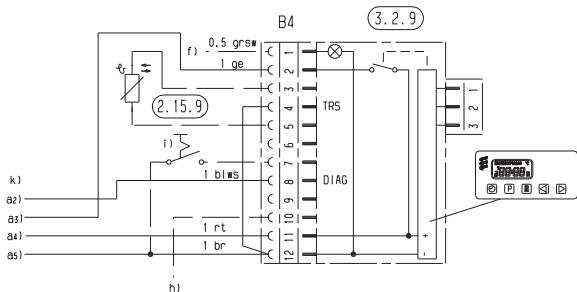 B4
3.2.9
f)
0.5 grsw
1 ge
2.15.9
i)
k)
1 blws
a2)
a3)
1 rt
a4)
1 br
a5)
h)
1
2
3
4
5
6
7
8
9
10
11
12
TRS
DIAG
1
2
3
+
-
P